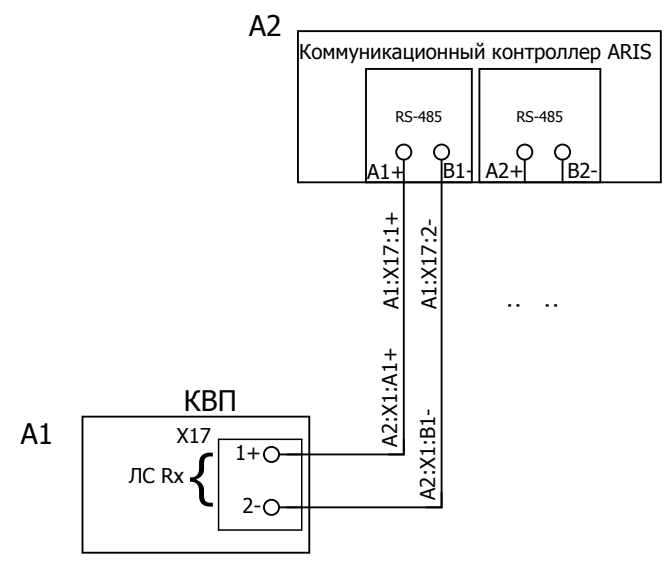 A2
Коммуникационный контроллер ARIS
RS-485
RS-485
A1+
B1-
A2+
B2-
A1:X17:1+
A1:X17:2-
.. ..
A2:X1:A1+
A2:X1:B1-
КВП
A1
X17
1+
ЛС Rx {
2-